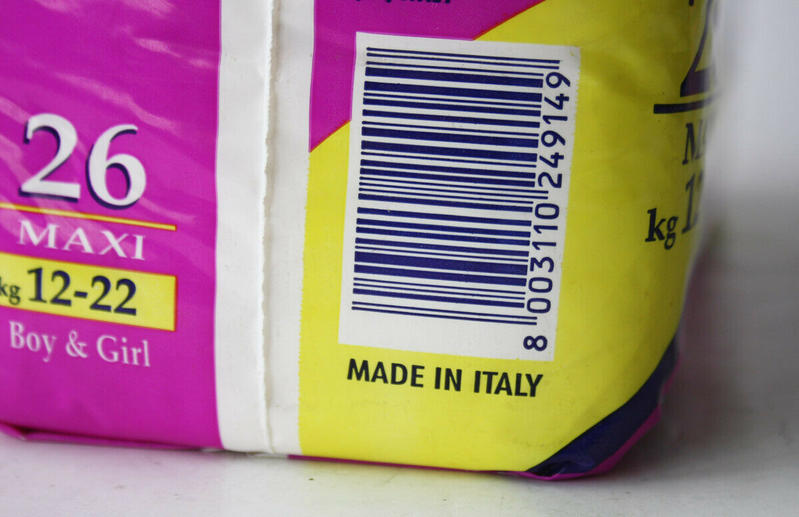 26
MAXI
kg 12-22
Boy & Girl
8 003110 249149
MADE IN ITALY
kg